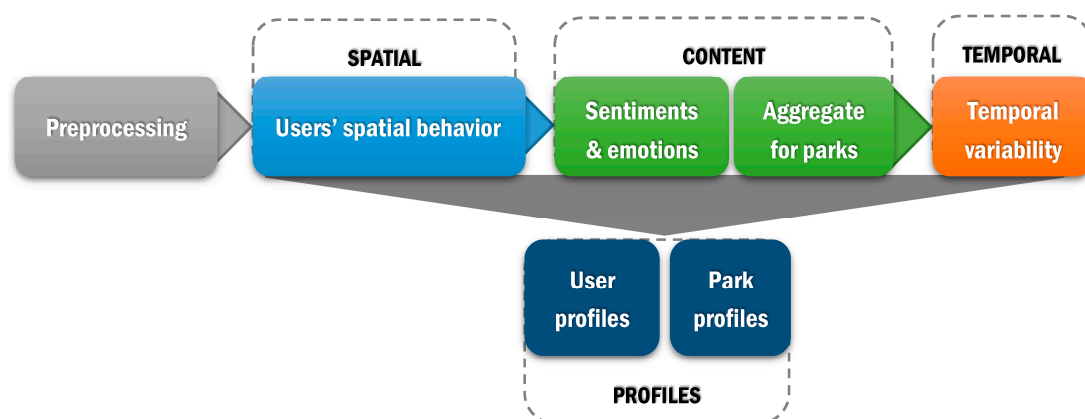 SPATIAL
CONTENT
TEMPORAL
Preprocessing
Users' spatial behavior
Sentiments
& emotions
Aggregate
for parks
Temporal
variability
User
profiles
Park
profiles
PROFILES